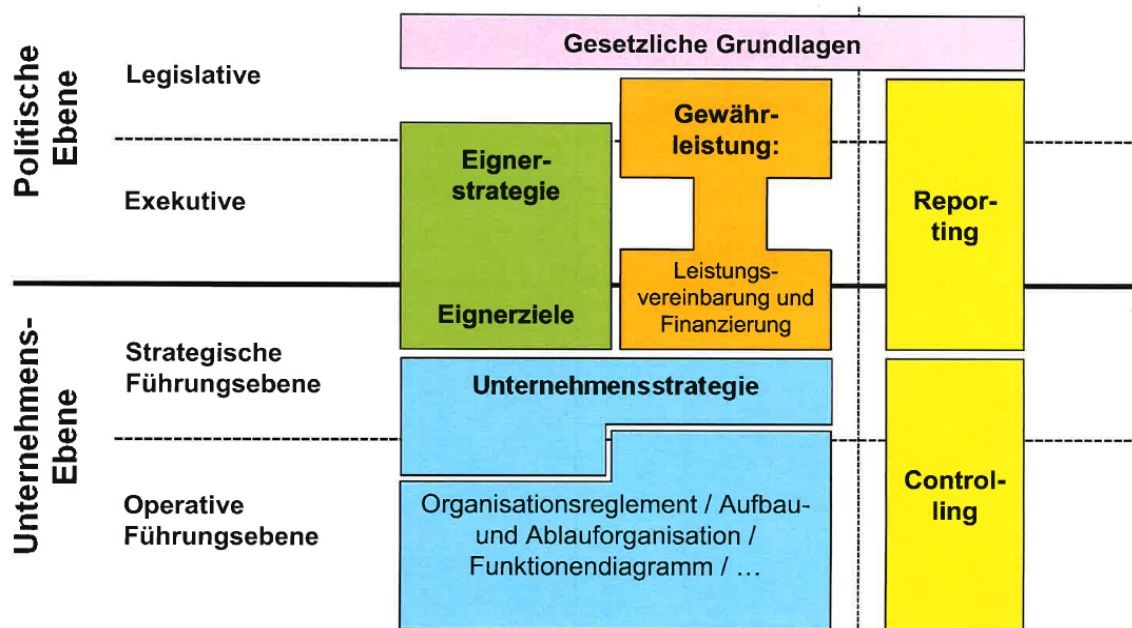 Politische
Ebene
Legislative
Exekutive
Gesetzliche Grundlagen
Eigner-
strategie
Eignerziele
Gewähr-
leistung:
Leistungs-
vereinbarung und
Finanzierung
Repor-
ting
Unternehmens-
Ebene
Strategische
Führungsebene
Operative
Führungsebene
Unternehmensstrategie
Organisationsreglement / Aufbau-
und Ablauforganisation /
Funktionendiagramm / …
Control-
ling